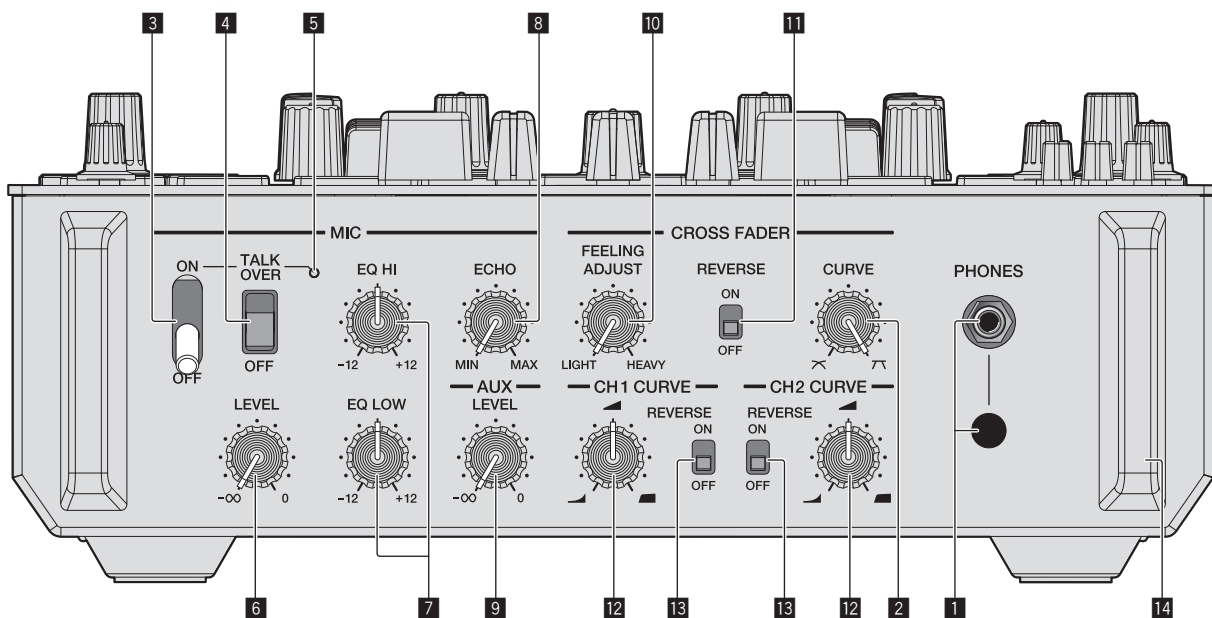 3 4 5 8 10 11
MIC CROSS FADER
ON TALK OVER EQ HI ECHO FEELING ADJUST REVERSE CURVE PHONES
ON
OFF OFF -12 +12 MIN MAX LIGHT HEAVY OFF
AUX CH1 CURVE CH2 CURVE
LEVEL EQ LOW LEVEL REVERSE REVERSE
ON ON
OFF OFF
-∞ 0 -12 +12 -∞ 0
6 7 9 12 13 13 12 2 1 14